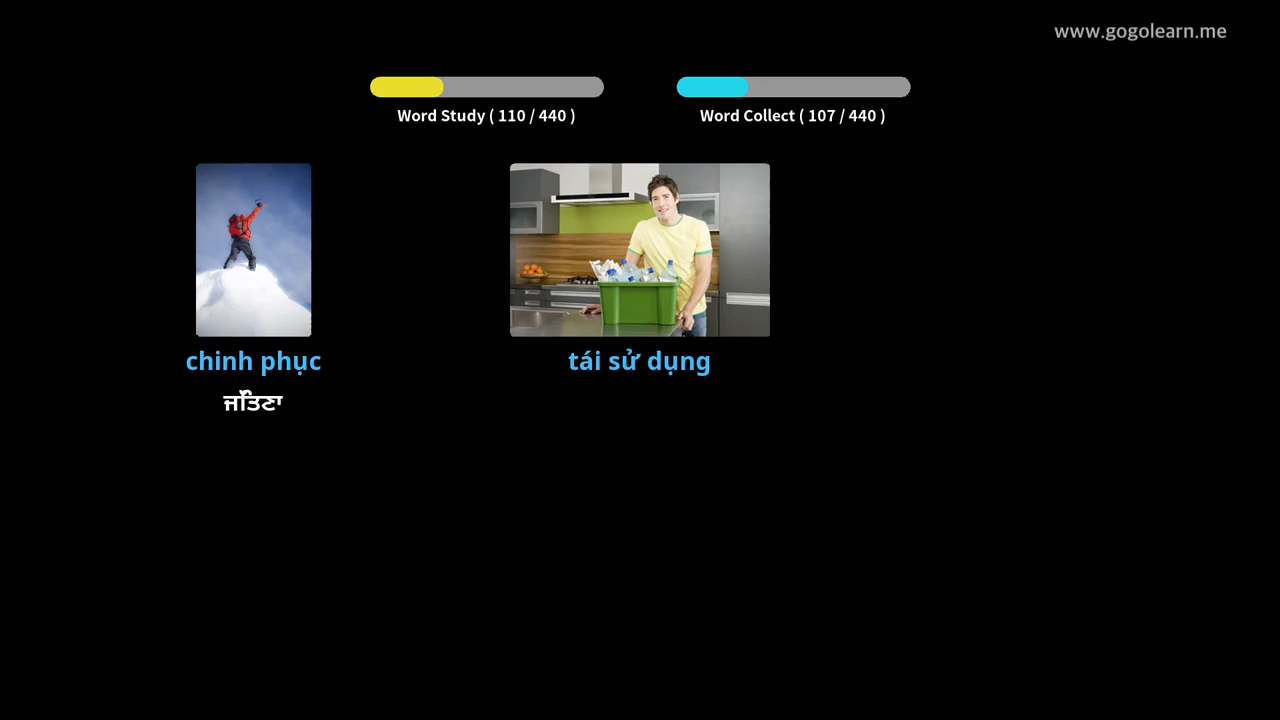 www.gogolearn.me
Word Study ( 110 / 440 )
Word Collect ( 107 / 440 )
chinh phục
tái sử dụng
ਜੱਿਤਣਾ